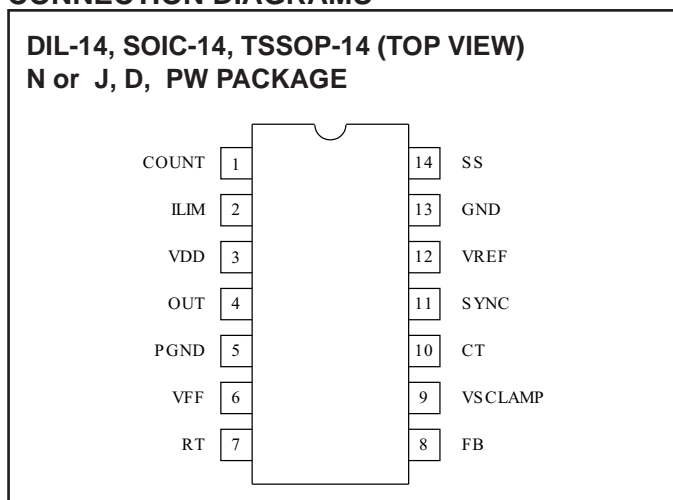 CONNECTION DIAGRAMS
DIL-14, SOIC-14, TSSOP-14 (TOP VIEW)
N or J, D, PW PACKAGE
COUNT 1 14 SS
ILIM 2 13 GND
VDD 3 12 VREF
OUT 4 11 SYNC
PGND 5 10 CT
VFF 6 9 VSCLAMP
RT 7 8 FB